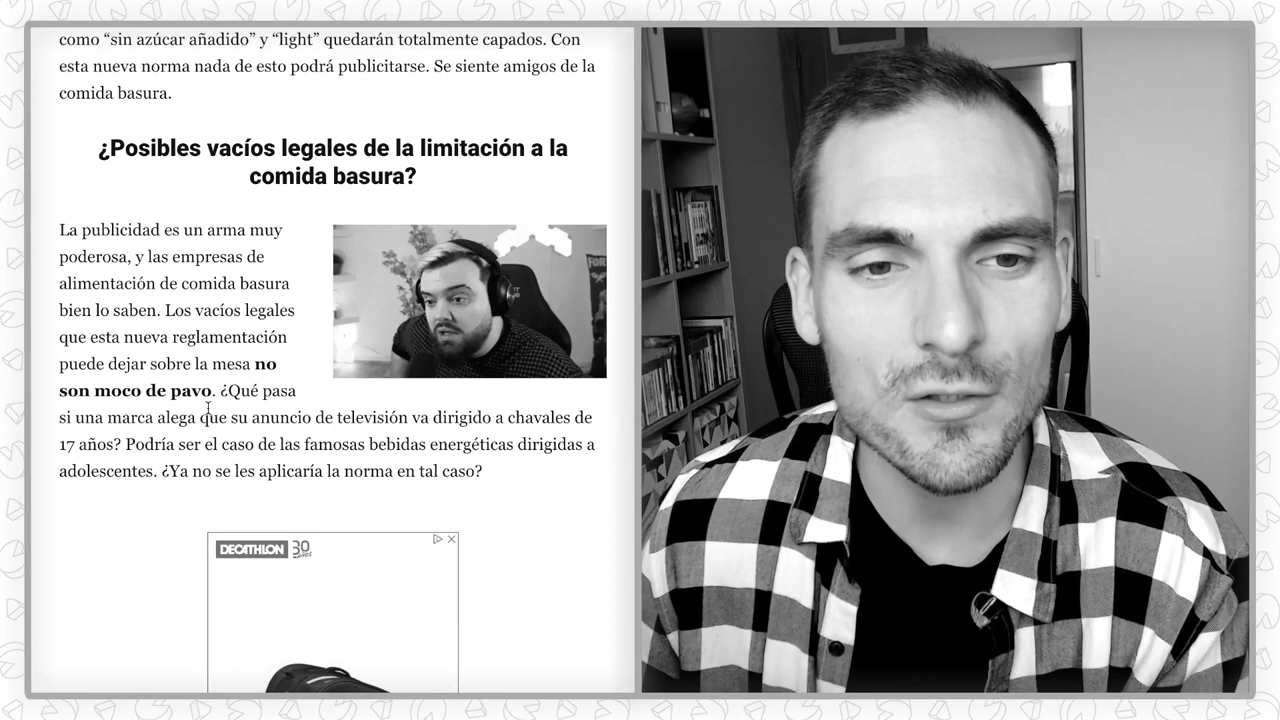 como “sin azúcar añadido” y “light” quedarán totalmente capados. Con
esta nueva norma nada de esto podrá publicitarse. Se siente amigos de la
comida basura.
¿Posibles vacíos legales de la limitación a la
comida basura?
La publicidad es un arma muy
poderosa, y las empresas de
alimentación de comida basura
bien lo saben. Los vacíos legales
que esta nueva reglamentación
puede dejar sobre la mesa no
son moco de pavo. ¿Qué pasa
si una marca alega que su anuncio de televisión va dirigido a chavales de
17 años? Podría ser el caso de las famosas bebidas energéticas dirigidas a
adolescentes. ¿Ya no se les aplicaría la norma en tal caso?
DECATHLON 30